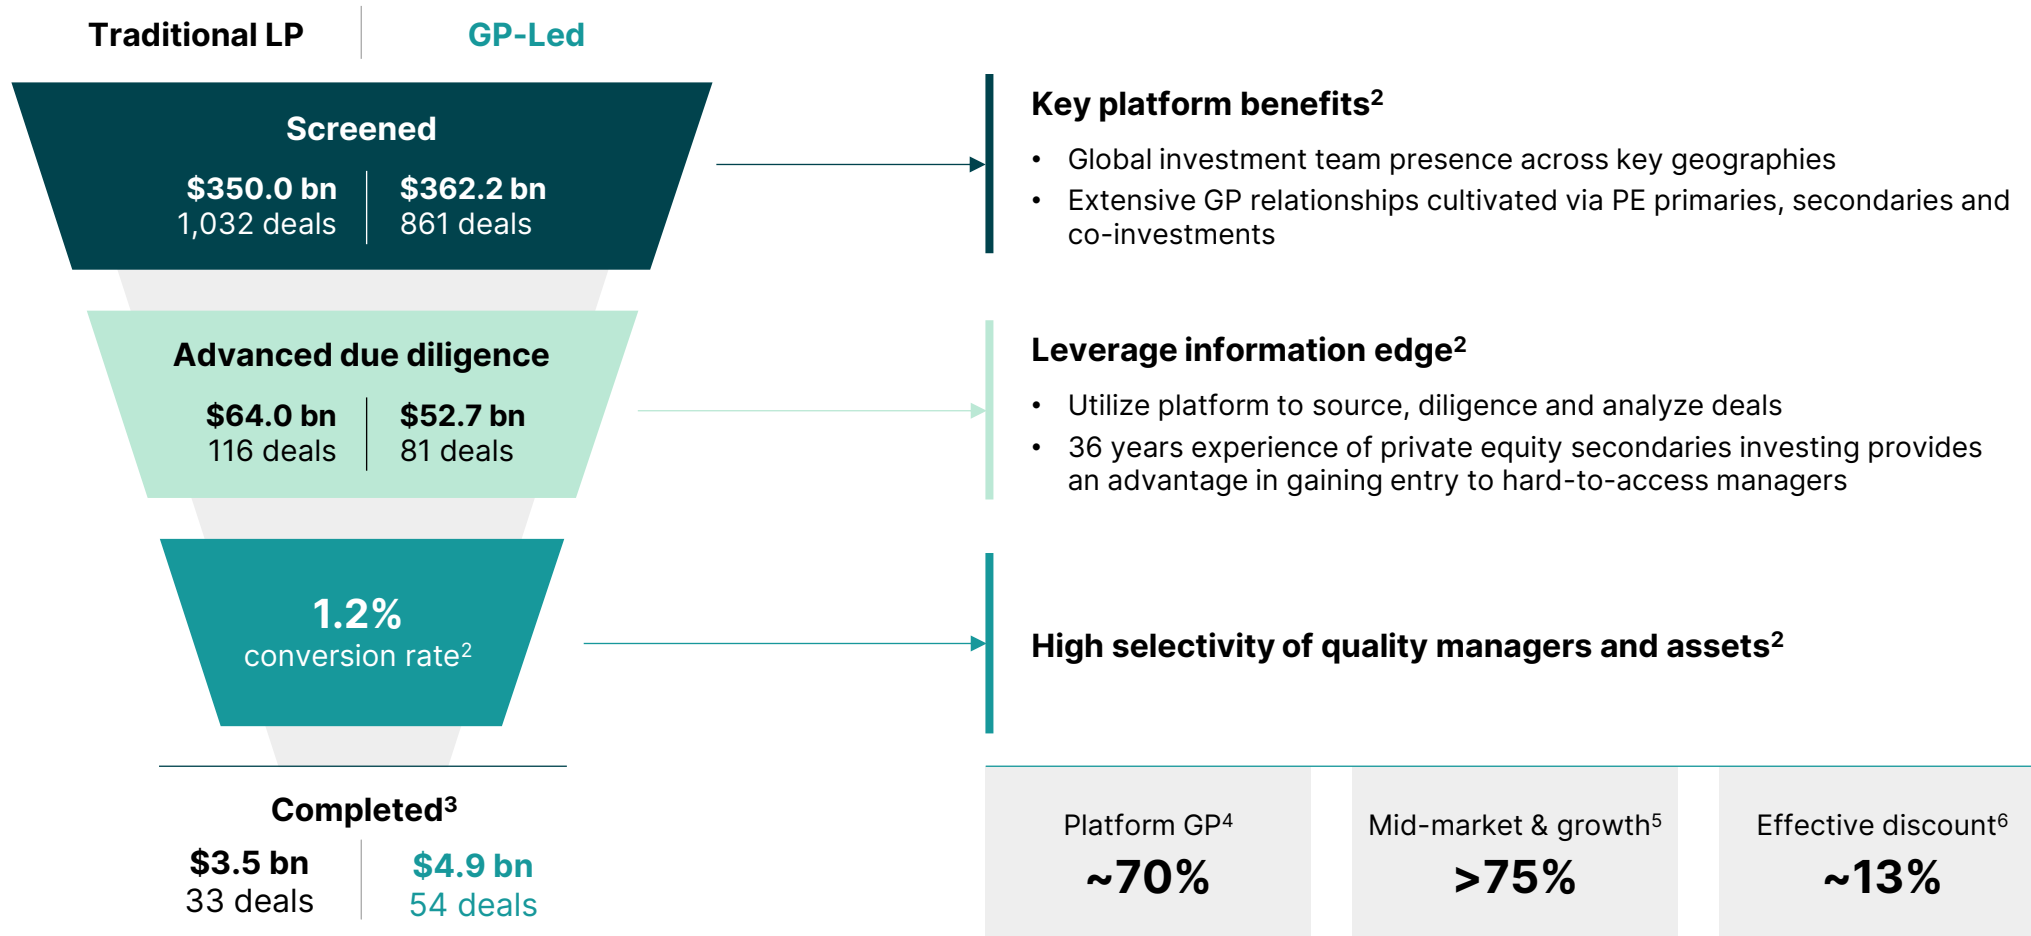 Traditional LP
GP-Led
Screened
$350.0 bn
1,032 deals
$362.2 bn
861 deals
Advanced due diligence
$64.0 bn
116 deals
$52.7 bn
81 deals
1.2%
conversion rate²
Completed³
$3.5 bn
33 deals
$4.9 bn
54 deals
Key platform benefits²
• Global investment team presence across key geographies
• Extensive GP relationships cultivated via PE primaries, secondaries and
co-investments
Leverage information edge²
• Utilize platform to source, diligence and analyze deals
• 36 years experience of private equity secondaries investing provides
an advantage in gaining entry to hard-to-access managers
High selectivity of quality managers and assets²
Platform GP⁴
~70%
Mid-market & growth⁵
>75%
Effective discount⁶
~13%